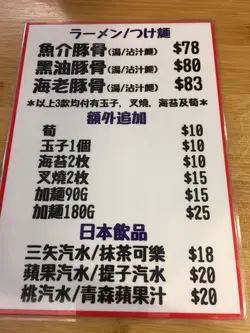 ラーメン/つけ麺
魚介豚骨(湯/沾汁麵) $78
黑油豚骨(湯/沾汁麵) $80
海老豚骨(湯/沾汁麵) $83
*以上3款均付有玉子、叉燒、海苔及筍*
額外追加
筍 $10
玉子1個 $10
海苔2枚 $10
叉燒2枚 $15
加麵90G $15
加麵180G $25
日本飲品
三矢汽水/抹茶可樂 $18
蘋果汽水/提子汽水 $20
桃汽水/青森蘋果汁 $20